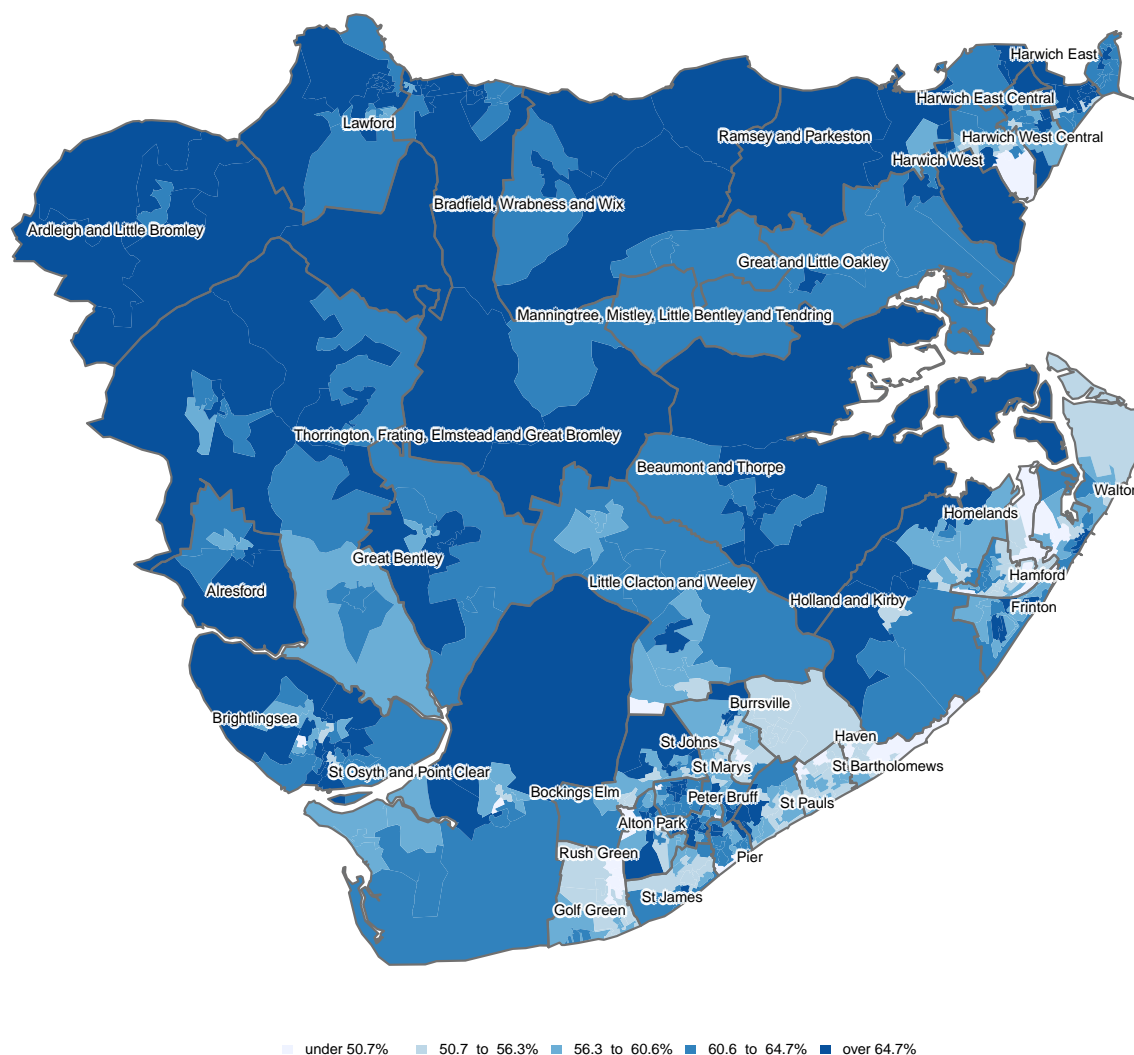 Harwich East
Harwich East Central
Lawford
Ramsey and Parkeston
Harwich West Central
Harwich West
Bradfield, Wrabness and Wix
Ardleigh and Little Bromley
Great and Little Oakley
Manningtree, Mistley, Little Bentley and Tendring
Thorrington, Frating, Elmstead and Great Bromley
Beaumont and Thorpe
Walton
Homelands
Great Bentley
Hamford
Little Clacton and Weeley
Alresford
Holland and Kirby
Frinton
Burrsville
Brightlingsea
Haven
St Johns
St Marys
St Bartholomews
St Osyth and Point Clear
Bockings Elm
Peter Bruff
St Pauls
Alton Park
Rush Green
Pier
St James
Golf Green
under 50.7% 50.7 to 56.3% 56.3 to 60.6% 60.6 to 64.7% over 64.7%